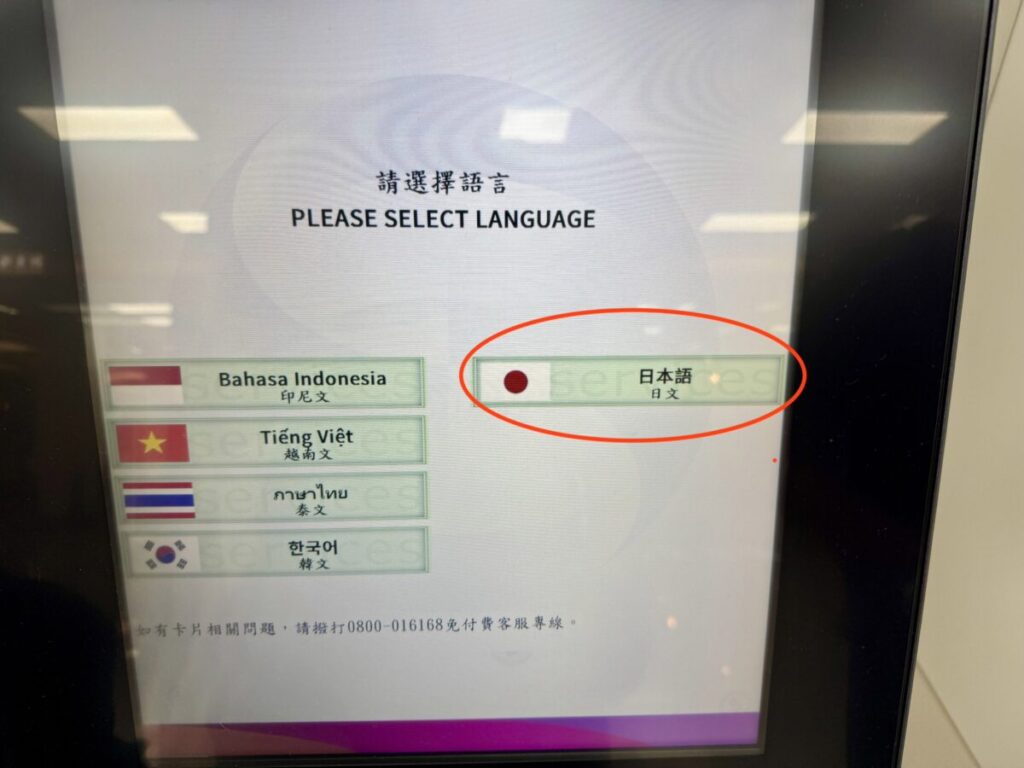 請選擇語言
PLEASE SELECT LANGUAGE
Bahasa Indonesia
印尼文
Tiếng Việt
越南文
ภาษาไทย
泰文
한국어
韓文
日本語
日文
如有卡片相關問題，請撥打0800-016168免付費客服專線。